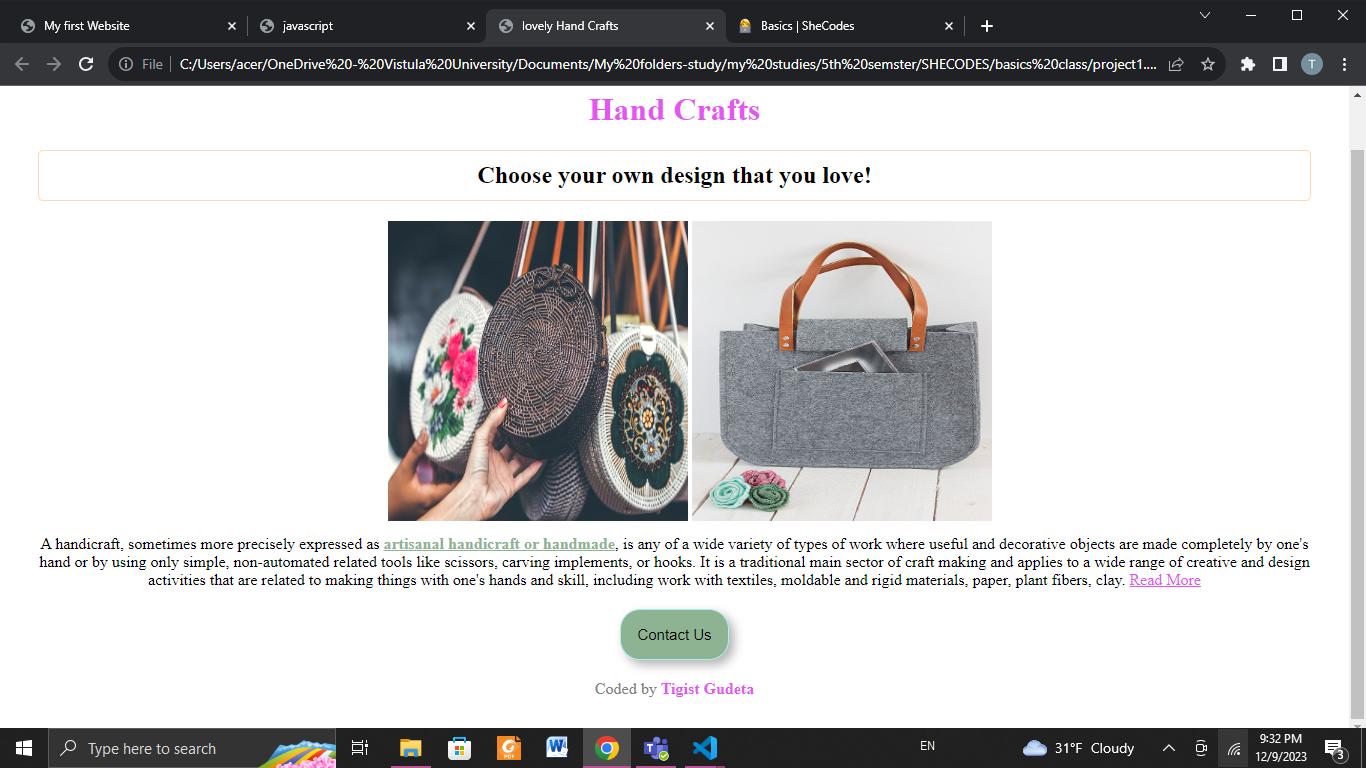 My first Website
javascript
lovely Hand Crafts
Basics | SheCodes
File
C:/Users/acer/OneDrive%20-%20Vistula%20University/Documents/My%20folders-study/my%20studies/5th%20semster/SHECODES/basics%20class/project1....
T
Hand Crafts
Choose your own design that you love!
A handicraft, sometimes more precisely expressed as artisanal handicraft or handmade, is any of a wide variety of types of work where useful and decorative objects are made completely by one's
hand or by using only simple, non-automated related tools like scissors, carving implements, or hooks. It is a traditional main sector of craft making and applies to a wide range of creative and design
activities that are related to making things with one's hands and skill, including work with textiles, moldable and rigid materials, paper, plant fibers, clay. Read More
Contact Us
Coded by Tigist Gudeta
Type here to search
PDF
W
EN
31°F Cloudy
9:32 PM
12/9/2023
3